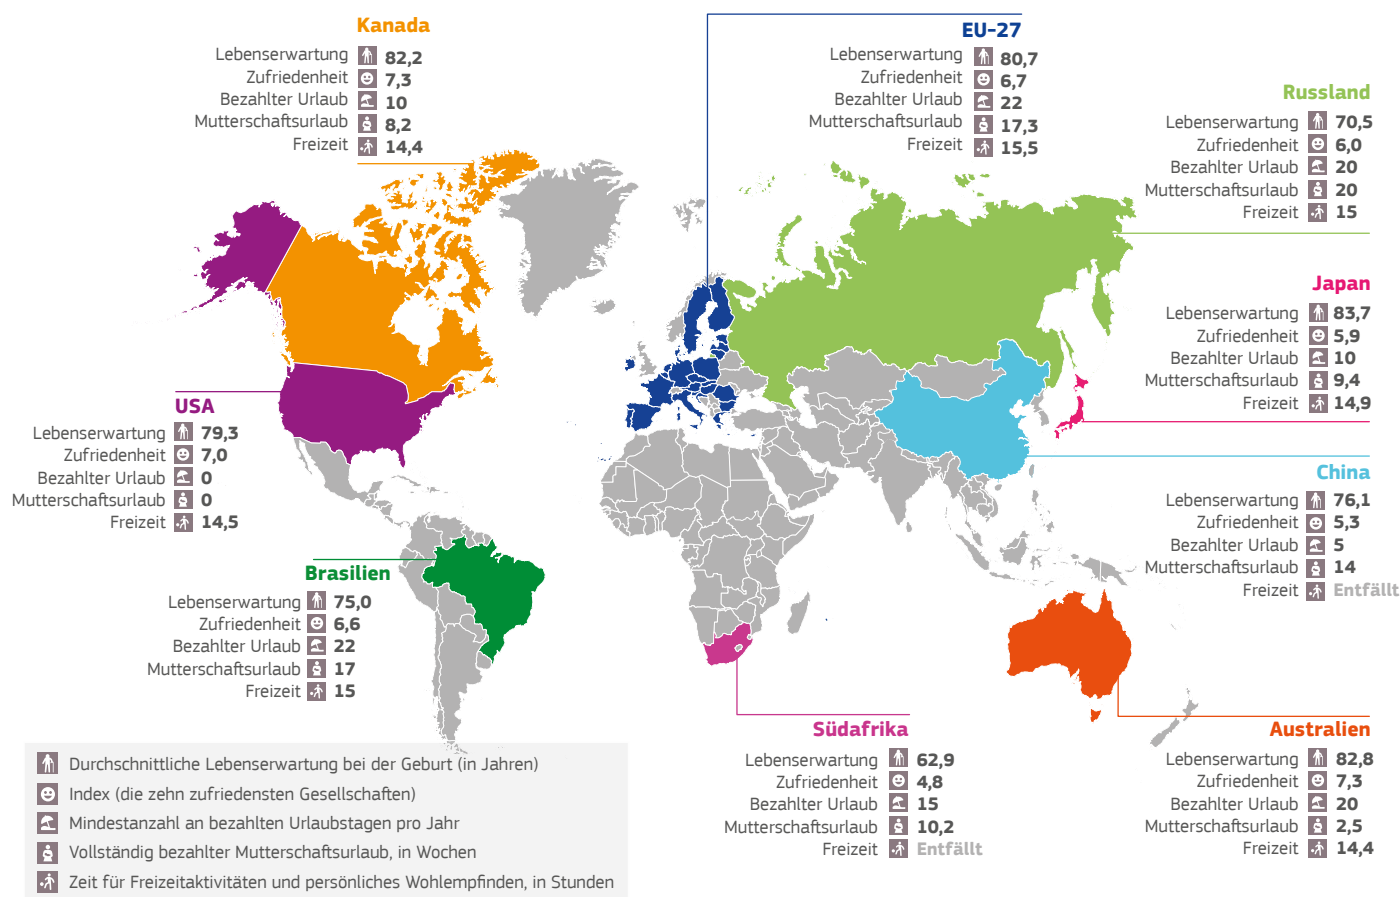 Kanada
Lebenserwartung 82,2
Zufriedenheit 7,3
Bezahlter Urlaub 10
Mutterschaftsurlaub 8,2
Freizeit 14,4
EU-27
Lebenserwartung 80,7
Zufriedenheit 6,7
Bezahlter Urlaub 22
Mutterschaftsurlaub 17,3
Freizeit 15,5
Russland
Lebenserwartung 70,5
Zufriedenheit 6,0
Bezahlter Urlaub 20
Mutterschaftsurlaub 20
Freizeit 15
Japan
Lebenserwartung 83,7
Zufriedenheit 5,9
Bezahlter Urlaub 10
Mutterschaftsurlaub 9,4
Freizeit 14,9
USA
Lebenserwartung 79,3
Zufriedenheit 7,0
Bezahlter Urlaub 0
Mutterschaftsurlaub 0
Freizeit 14,5
China
Lebenserwartung 76,1
Zufriedenheit 5,3
Bezahlter Urlaub 5
Mutterschaftsurlaub 14
Freizeit Entfällt
Brasilien
Lebenserwartung 75,0
Zufriedenheit 6,6
Bezahlter Urlaub 22
Mutterschaftsurlaub 17
Freizeit 15
Südafrika
Lebenserwartung 62,9
Zufriedenheit 4,8
Bezahlter Urlaub 15
Mutterschaftsurlaub 10,2
Freizeit Entfällt
Australien
Lebenserwartung 82,8
Zufriedenheit 7,3
Bezahlter Urlaub 20
Mutterschaftsurlaub 2,5
Freizeit 14,4
Durchschnittliche Lebenserwartung bei der Geburt (in Jahren)
Index (die zehn zufriedensten Gesellschaften)
Mindestanzahl an bezahlten Urlaubstagen pro Jahr
Vollständig bezahlter Mutterschaftsurlaub, in Wochen
Zeit für Freizeitaktivitäten und persönliches Wohlempfinden, in Stunden